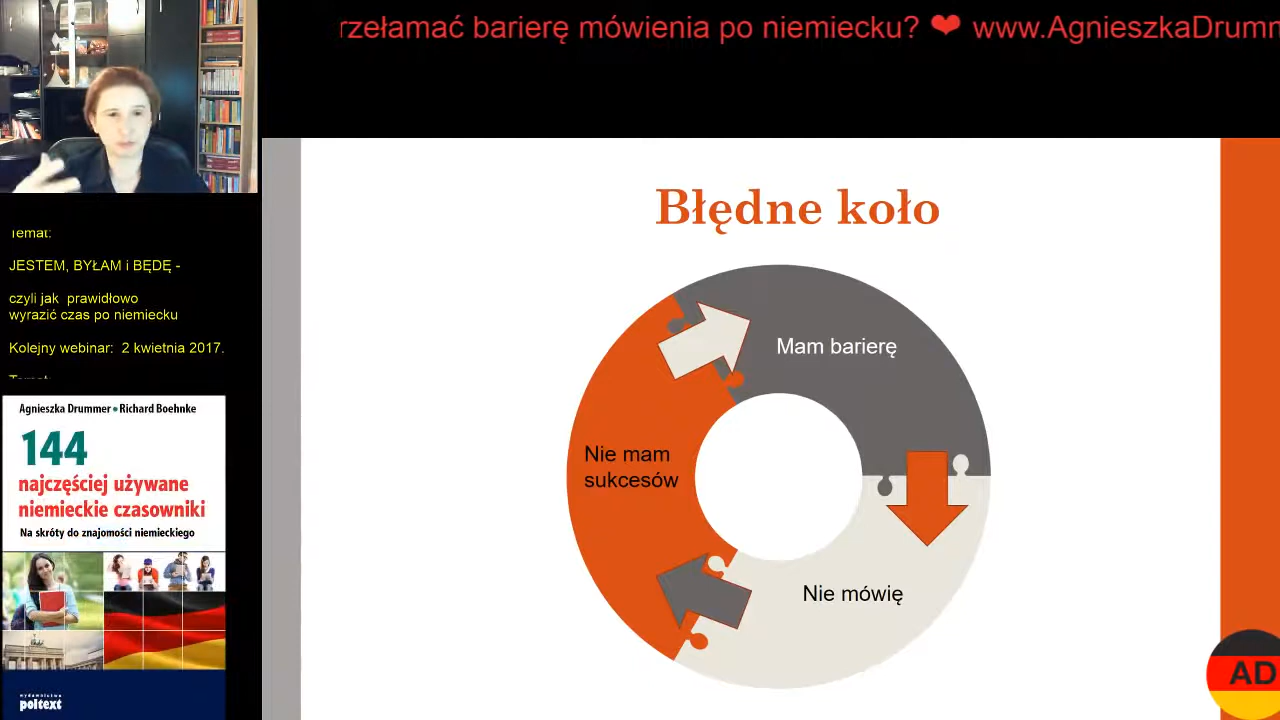 rzełamać barierę mówienia po niemiecku? ❤ www.AgnieszkaDrumm
Błędne koło
Mam barierę
Nie mam
sukcesów
Nie mówię
Temat:
JESTEM, BYŁAM i BĘDĘ -
czyli jak prawidłowo
wyrazić czas po niemiecku
Kolejny webinar: 2 kwietnia 2017.
Temat:
Agnieszka Drummer • Richard Boehnke
144
najczęściej używane
niemieckie czasowniki
Na skróty do znajomości niemieckiego
wydawnictwo
poltext
AD